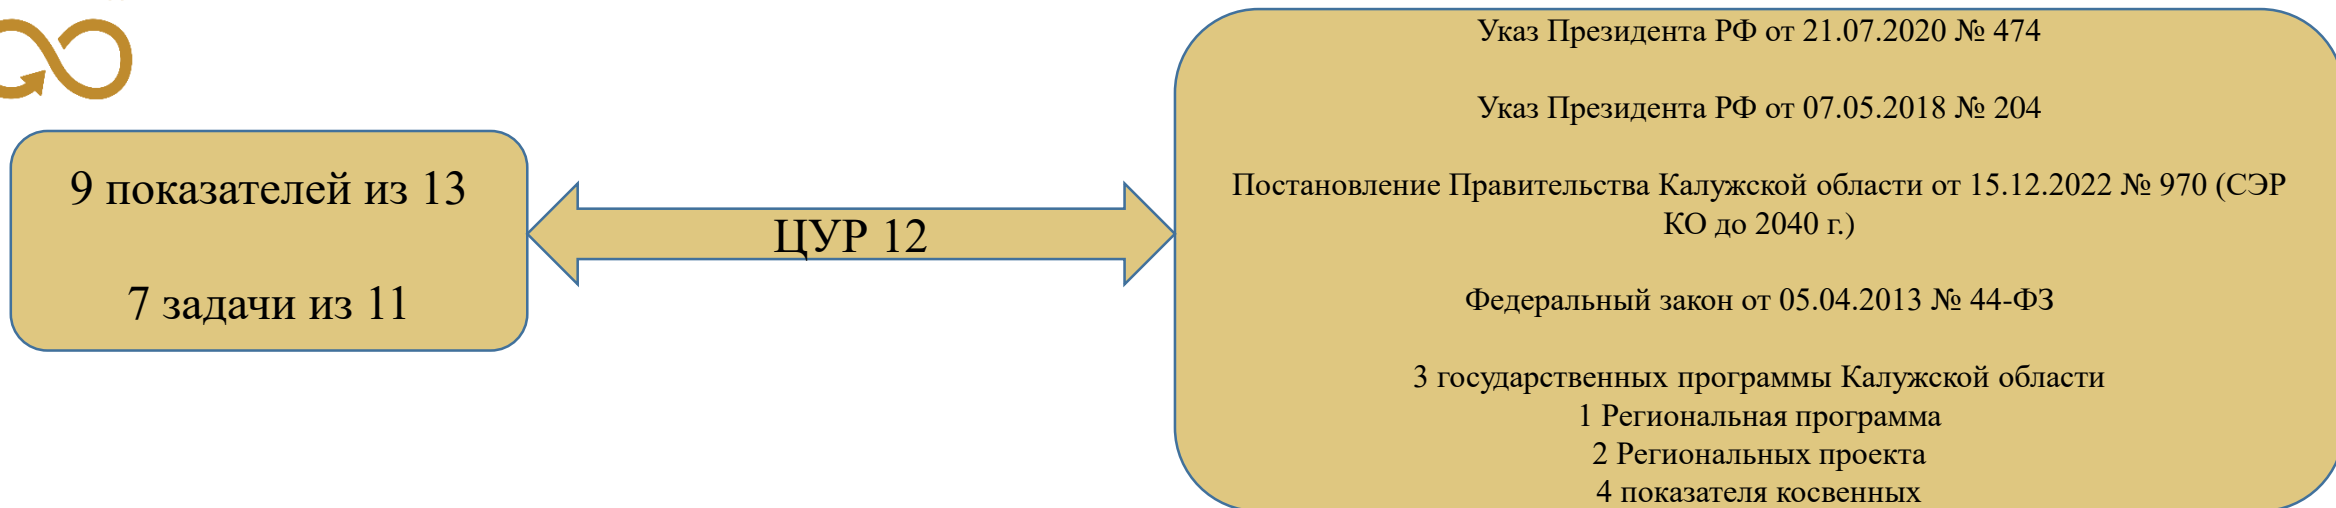 9 показателей из 13
7 задачи из 11
ЦУР 12
Указ Президента РФ от 21.07.2020 № 474
Указ Президента РФ от 07.05.2018 № 204
Постановление Правительства Калужской области от 15.12.2022 № 970 (СЭР
КО до 2040 г.)
Федеральный закон от 05.04.2013 № 44-ФЗ
3 государственных программы Калужской области
1 Региональная программа
2 Региональных проекта
4 показателя косвенных